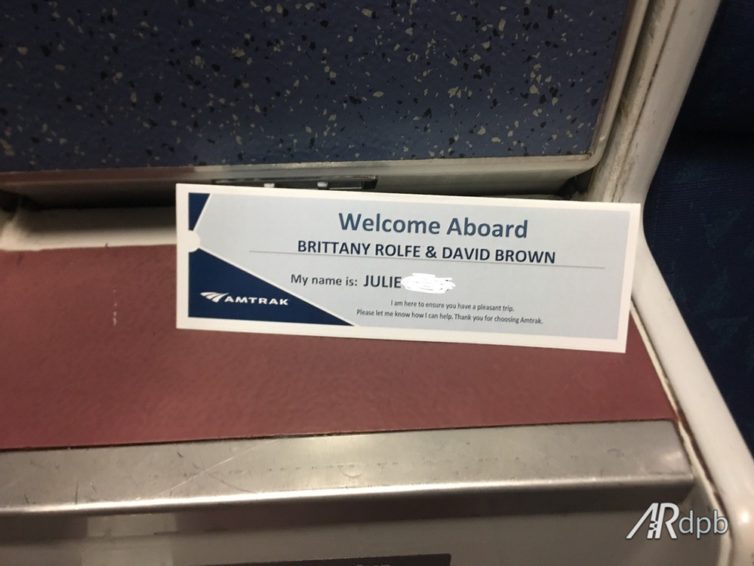 Welcome Aboard
BRITTANY ROLFE & DAVID BROWN
My name is: JULIE
AMTRAK
I am here to ensure you have a pleasant trip.
Please let me know how I can help. Thank you for choosing Amtrak.
ARdpb